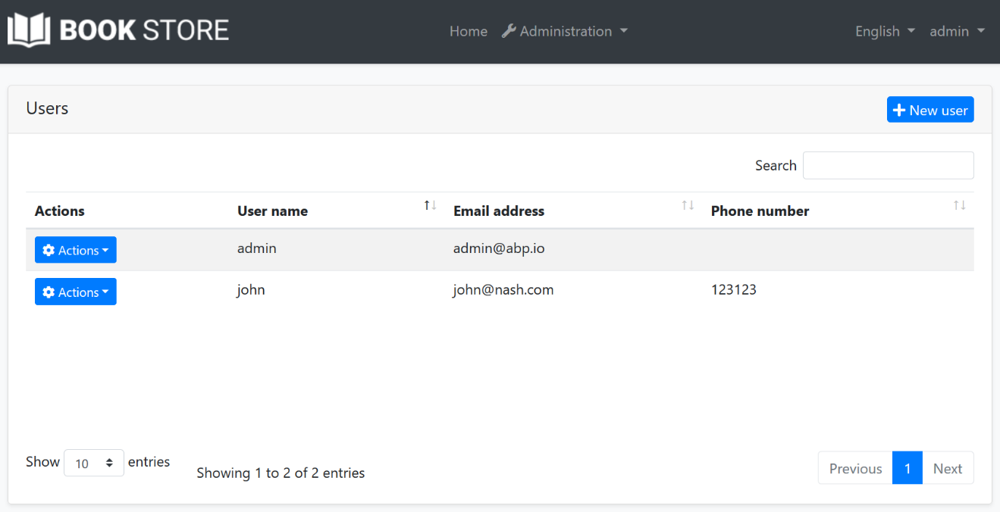 BOOK STORE Home Administration English admin
Users New user
Search
Actions User name Email address Phone number
Actions admin admin@abp.io
Actions john john@nash.com 123123
Show 10 entries Showing 1 to 2 of 2 entries Previous 1 Next